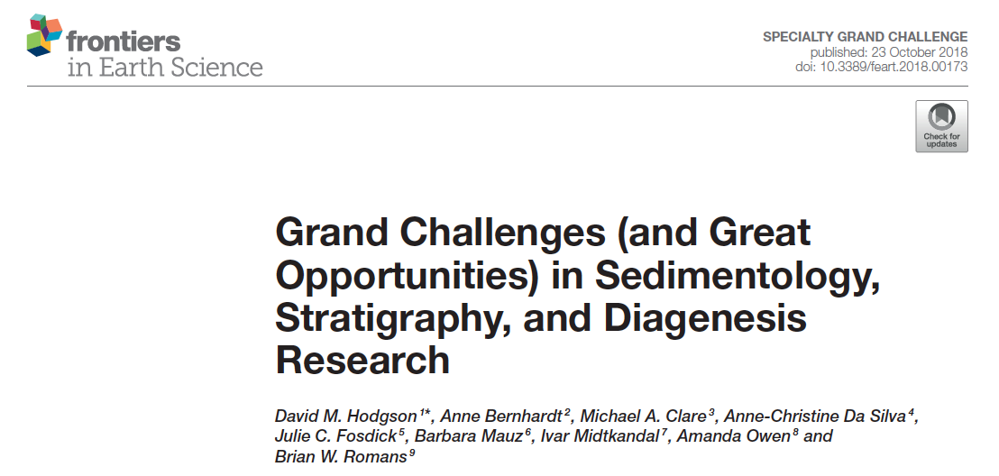 frontiers
in Earth Science
SPECIALTY GRAND CHALLENGE
published: 23 October 2018
doi: 10.3389/feart.2018.00173
Check for
updates
Grand Challenges (and Great
Opportunities) in Sedimentology,
Stratigraphy, and Diagenesis
Research
David M. Hodgson 1*, Anne Bernhardt 2, Michael A. Clare 3, Anne-Christine Da Silva 4,
Julie C. Fosdick 5, Barbara Mauz 6, Ivar Midtkandal 7, Amanda Owen 8 and
Brian W. Romans 9